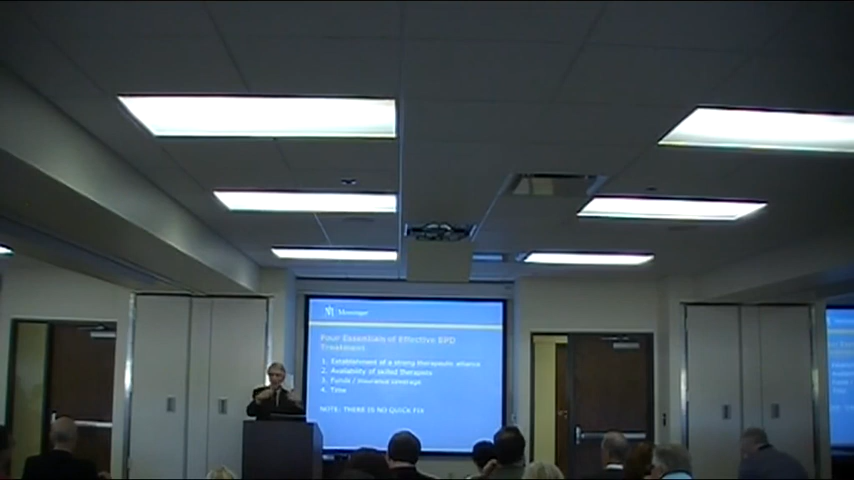 Menninger
Four Essentials of Effective BPD
Treatment
1. Establishment of a strong therapeutic alliance
2. Availability of skilled therapists
3. Funds / insurance coverage
4. Time
NOTE: THERE IS NO QUICK FIX